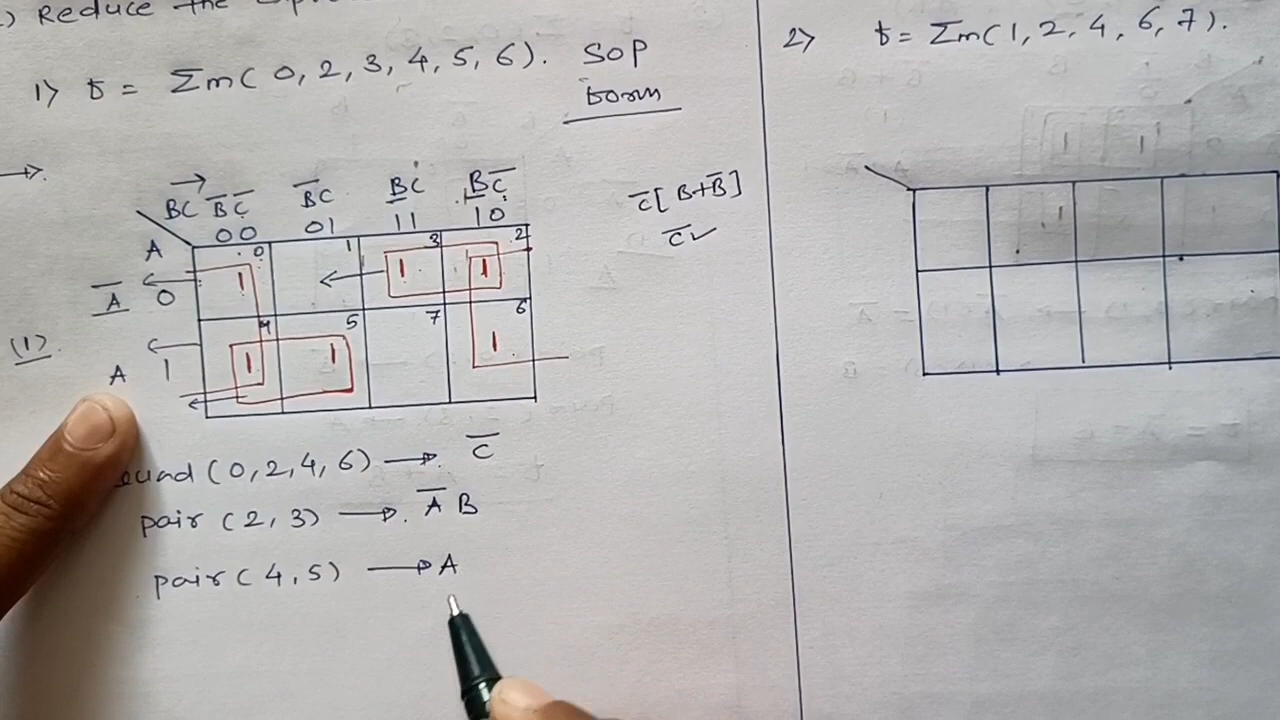 Reduce the
1) f = Σm( 0, 2, 3, 4, 5, 6). SOP
form
BC B̅C̅ B̅C BC BC̅
00 01 11 10
A
A̅ 0
0 1 3 2
1 1 1
(1).
A 1
4 5 7 6
1 1 1
C̅[B+B̅]
C̅✓
quad (0, 2, 4, 6) → C̅
pair (2, 3) → A̅ B
pair ( 4, 5) → A
2) f = Σm( 1, 2, 4, 6, 7).